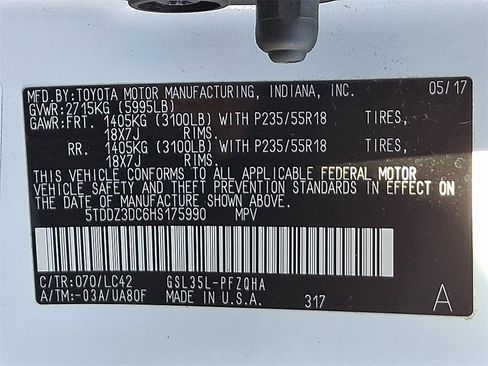 MFD.BY:TOYOTA MOTOR MANUFACTURING, INDIANA, INC. 05/17
GVWR:2715KG (5995LB)
GAWR:FRT. 1405KG (3100LB) WITH P235/55R18 TIRES,
18X7J RIMS.
RR. 1405KG (3100LB) WITH P235/55R18 TIRES,
18X7J RIMS.
THIS VEHICLE CONFORMS TO ALL APPLICABLE FEDERAL MOTOR
VEHICLE SAFETY AND THEFT PREVENTION STANDARDS IN EFFECT ON
THE DATE OF MANUFACTURE SHOWN ABOVE.
5TDDZ3DC6HS175990 MPV
C/TR:070/LC42 GSL35L-PFZQHA
A/TM:-03A/UA80F MADE IN U.S.A. 317 A